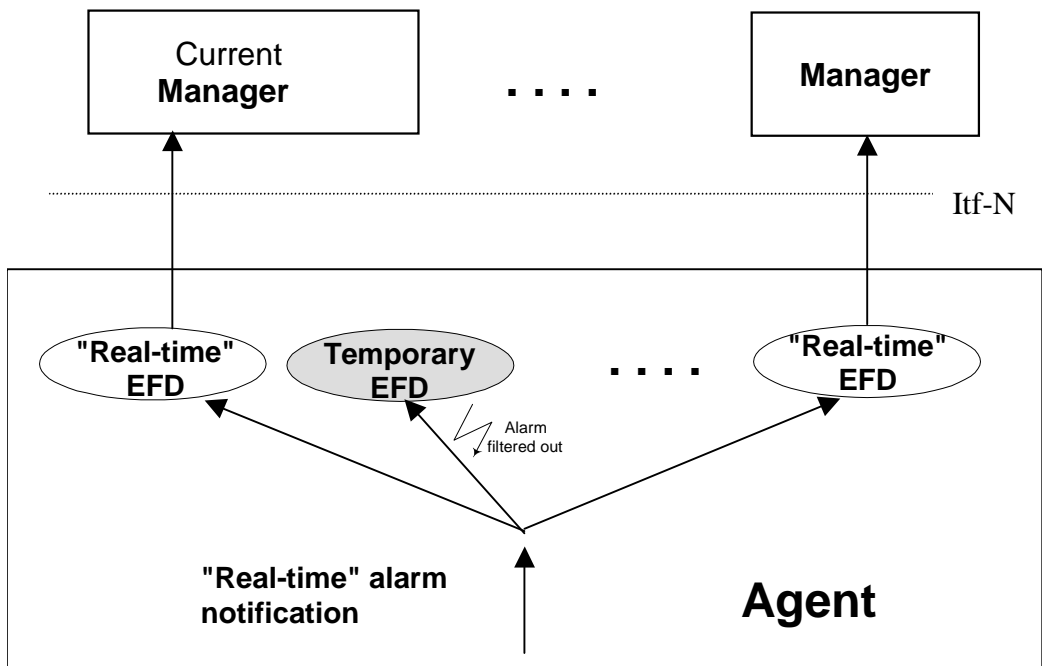 Current
Manager
. . . .
Manager
Itf-N
"Real-time"
EFD
Temporary
EFD
. . . .
"Real-time"
EFD
Alarm
filtered out
"Real-time" alarm
notification
Agent